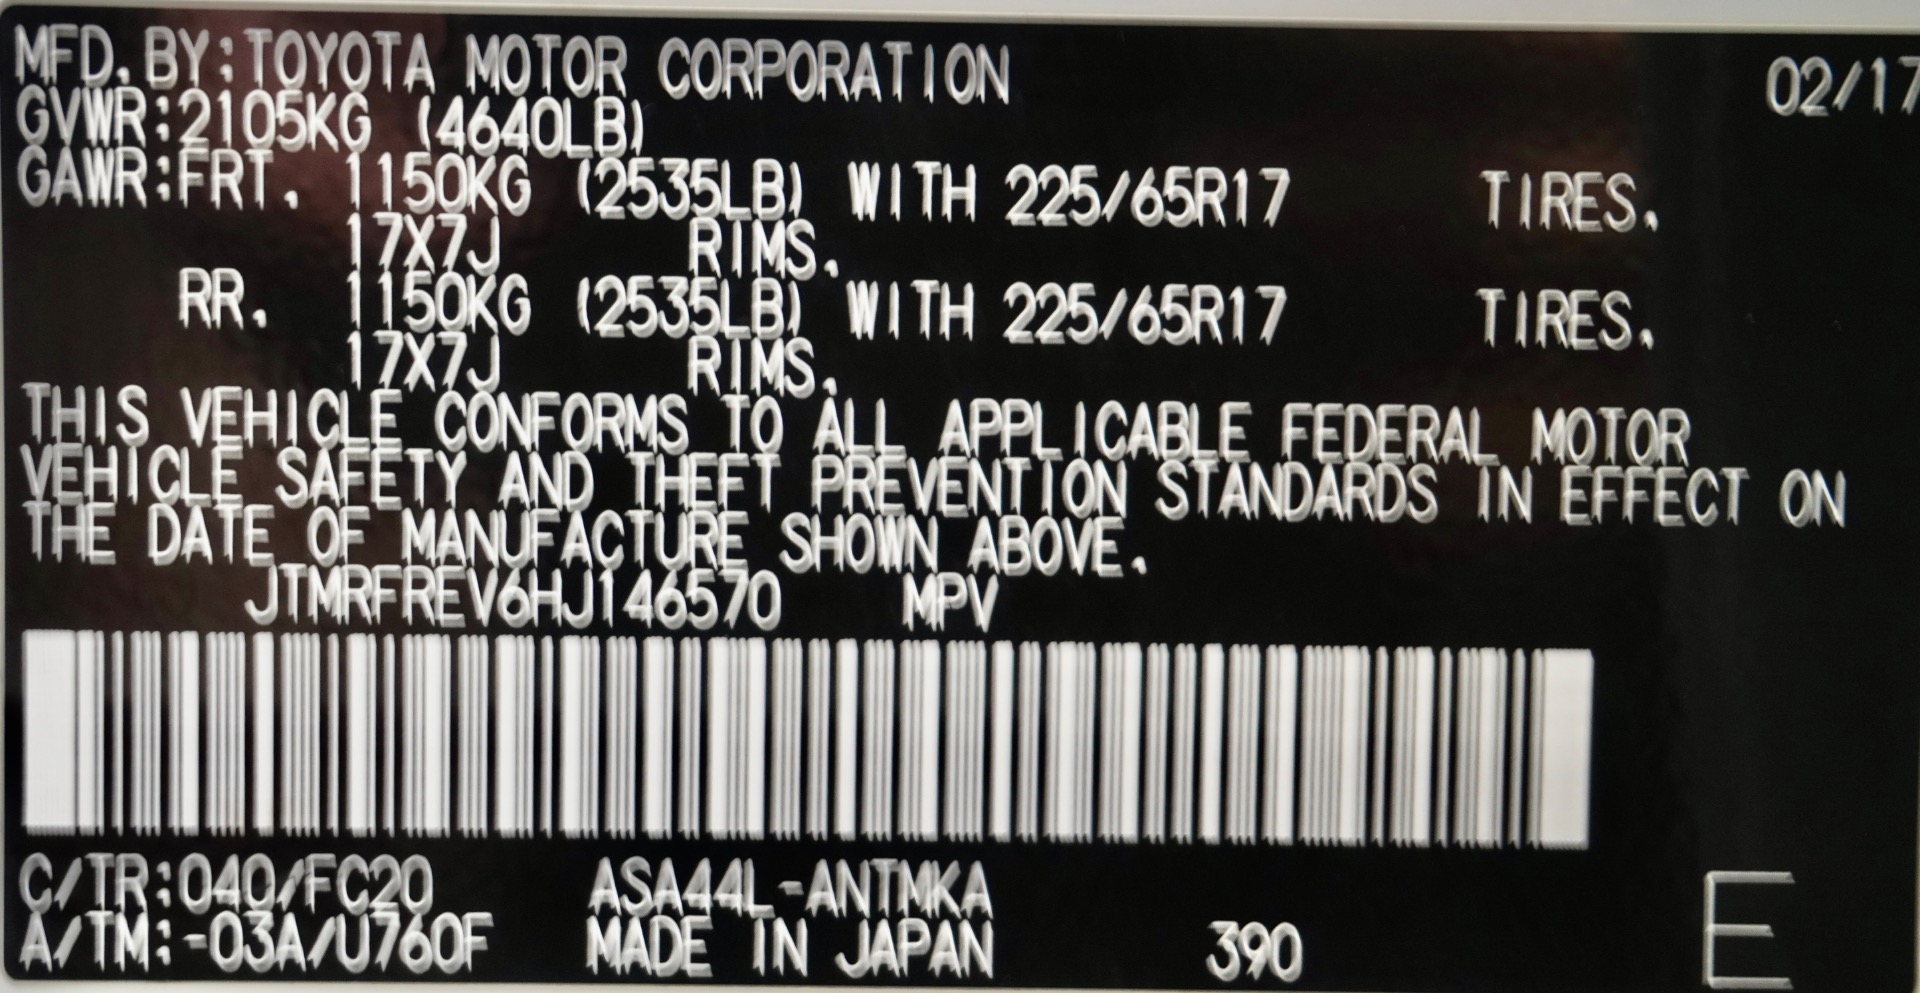 MFD. BY:TOYOTA MOTOR CORPORATION 02/17
GVWR:2105KG (4640LB)
GAWR:FRT. 1150KG (2535LB) WITH 225/65R17 TIRES.
17X7J RIMS.
RR. 1150KG (2535LB) WITH 225/65R17 TIRES.
17X7J RIMS.
THIS VEHICLE CONFORMS TO ALL APPLICABLE FEDERAL MOTOR
VEHICLE SAFETY AND THEFT PREVENTION STANDARDS IN EFFECT ON
THE DATE OF MANUFACTURE SHOWN ABOVE.
JTMRFREV6HJ146570 MPV
C/TR:040/FC20 ASA44L-ANTMKA
A/TM:-03A/U760F MADE IN JAPAN 390 E